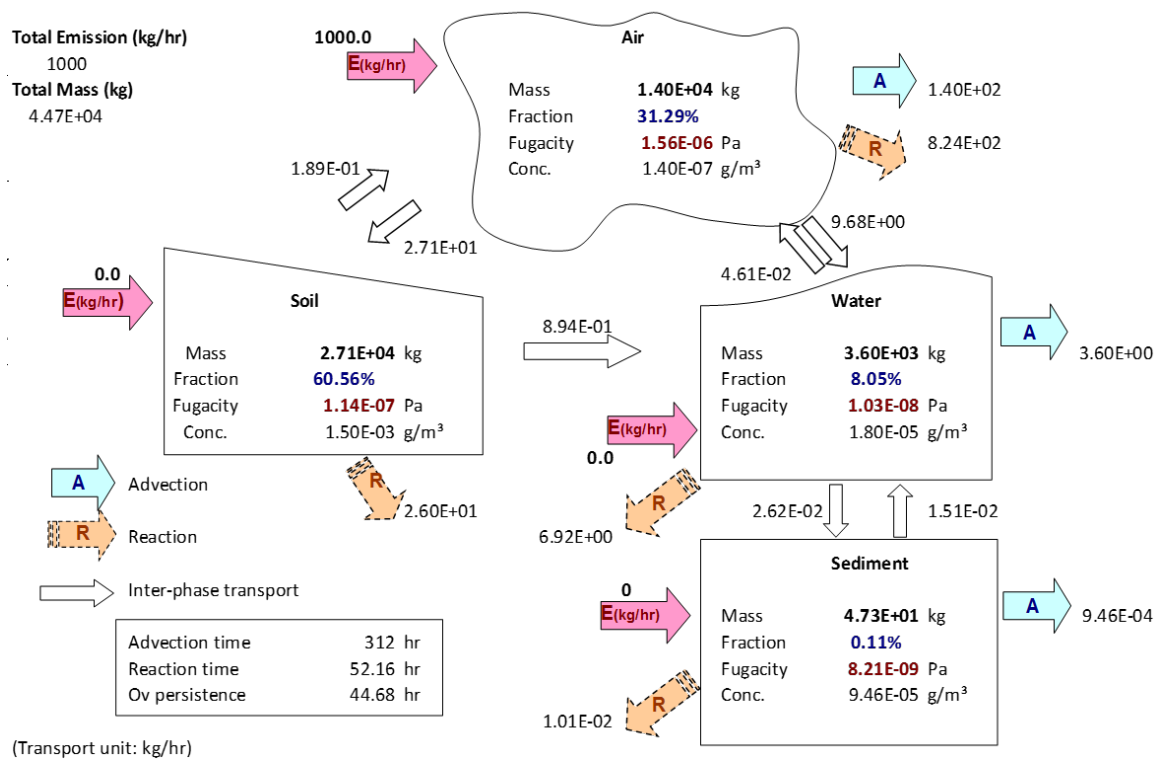 Total Emission (kg/hr)
1000
Total Mass (kg)
4.47E+04
1000.0
E(kg/hr)
Air
Mass 1.40E+04 kg
Fraction 31.29%
Fugacity 1.56E-06 Pa
Conc. 1.40E-07 g/m³
A
1.40E+02
R
8.24E+02
1.89E-01
2.71E+01
9.68E+00
4.61E-02
0.0
E(kg/hr)
Soil
Mass 2.71E+04 kg
Fraction 60.56%
Fugacity 1.14E-07 Pa
Conc. 1.50E-03 g/m³
8.94E-01
Water
Mass 3.60E+03 kg
Fraction 8.05%
Fugacity 1.03E-08 Pa
Conc. 1.80E-05 g/m³
A
3.60E+00
E(kg/hr)
0.0
R
6.92E+00
R
2.60E+01
A Advection
R Reaction
Inter-phase transport
2.62E-02
1.51E-02
Sediment
Mass 4.73E+01 kg
Fraction 0.11%
Fugacity 8.21E-09 Pa
Conc. 9.46E-05 g/m³
0
E(kg/hr)
A
9.46E-04
R
1.01E-02
Advection time 312 hr
Reaction time 52.16 hr
Ov persistence 44.68 hr
(Transport unit: kg/hr)